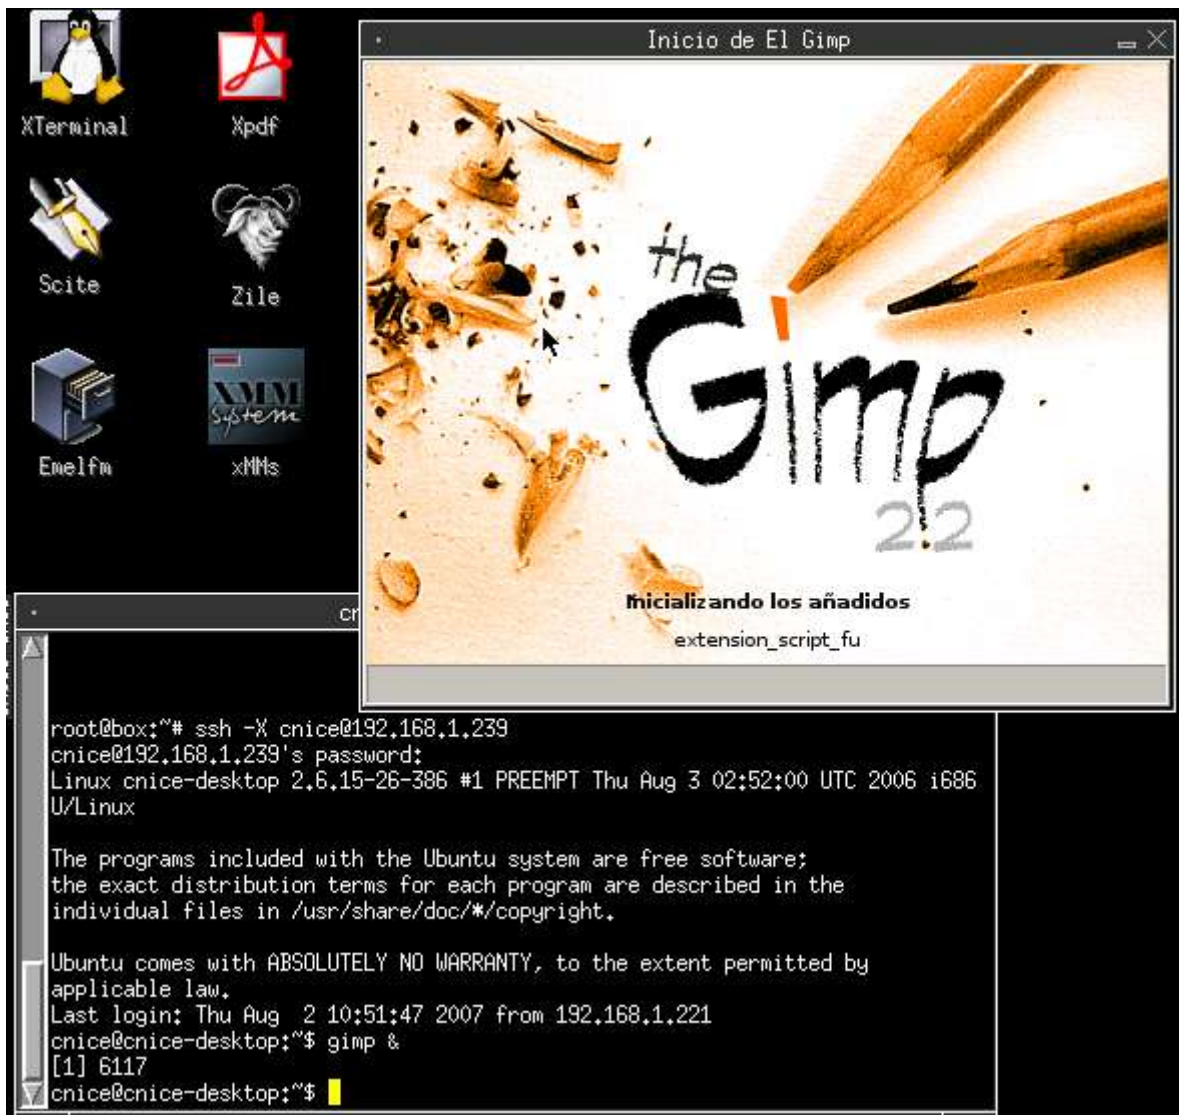 XTerminal
Xpdf
Scite
Zile
Emelfm
XMM
System
xMMs
Inicio de El Gimp
the
Gimp
2.2
Inicializando los añadidos
extension_script_fu
root@box:~# ssh -X cnice@192.168.1.239
cnice@192.168.1.239's password:
Linux cnice-desktop 2.6.15-26-386 #1 PREEMPT Thu Aug 3 02:52:00 UTC 2006 i686
U/Linux
The programs included with the Ubuntu system are free software;
the exact distribution terms for each program are described in the
individual files in /usr/share/doc/*/copyright.
Ubuntu comes with ABSOLUTELY NO WARRANTY, to the extent permitted by
applicable law.
Last login: Thu Aug  2 10:51:47 2007 from 192.168.1.221
cnice@cnice-desktop:~$ gimp &
[1] 6117
cnice@cnice-desktop:~$